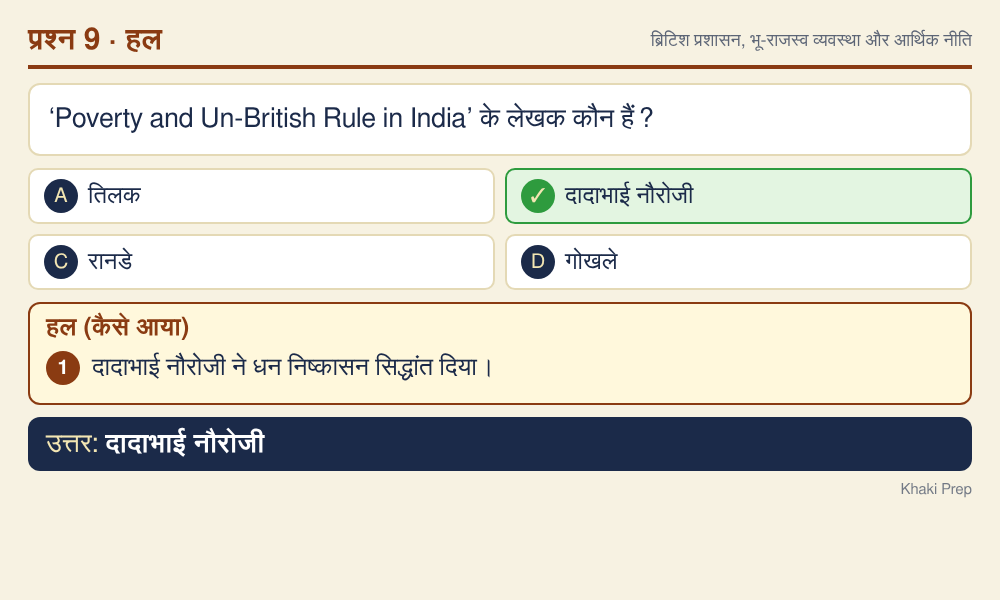 प्रश्न 9 · हल
ब्रिटिश प्रशासन, भू-राजस्व व्यवस्था और आर्थिक नीति
‘Poverty and Un-British Rule in India’ के लेखक कौन हैं ?
A तिलक
✓ दादाभाई नौरोजी
C रानडे
D गोखले
हल (कैसे आया)
1 दादाभाई नौरोजी ने धन निष्कासन सिद्धांत दिया।
उत्तर: दादाभाई नौरोजी
Khaki Prep